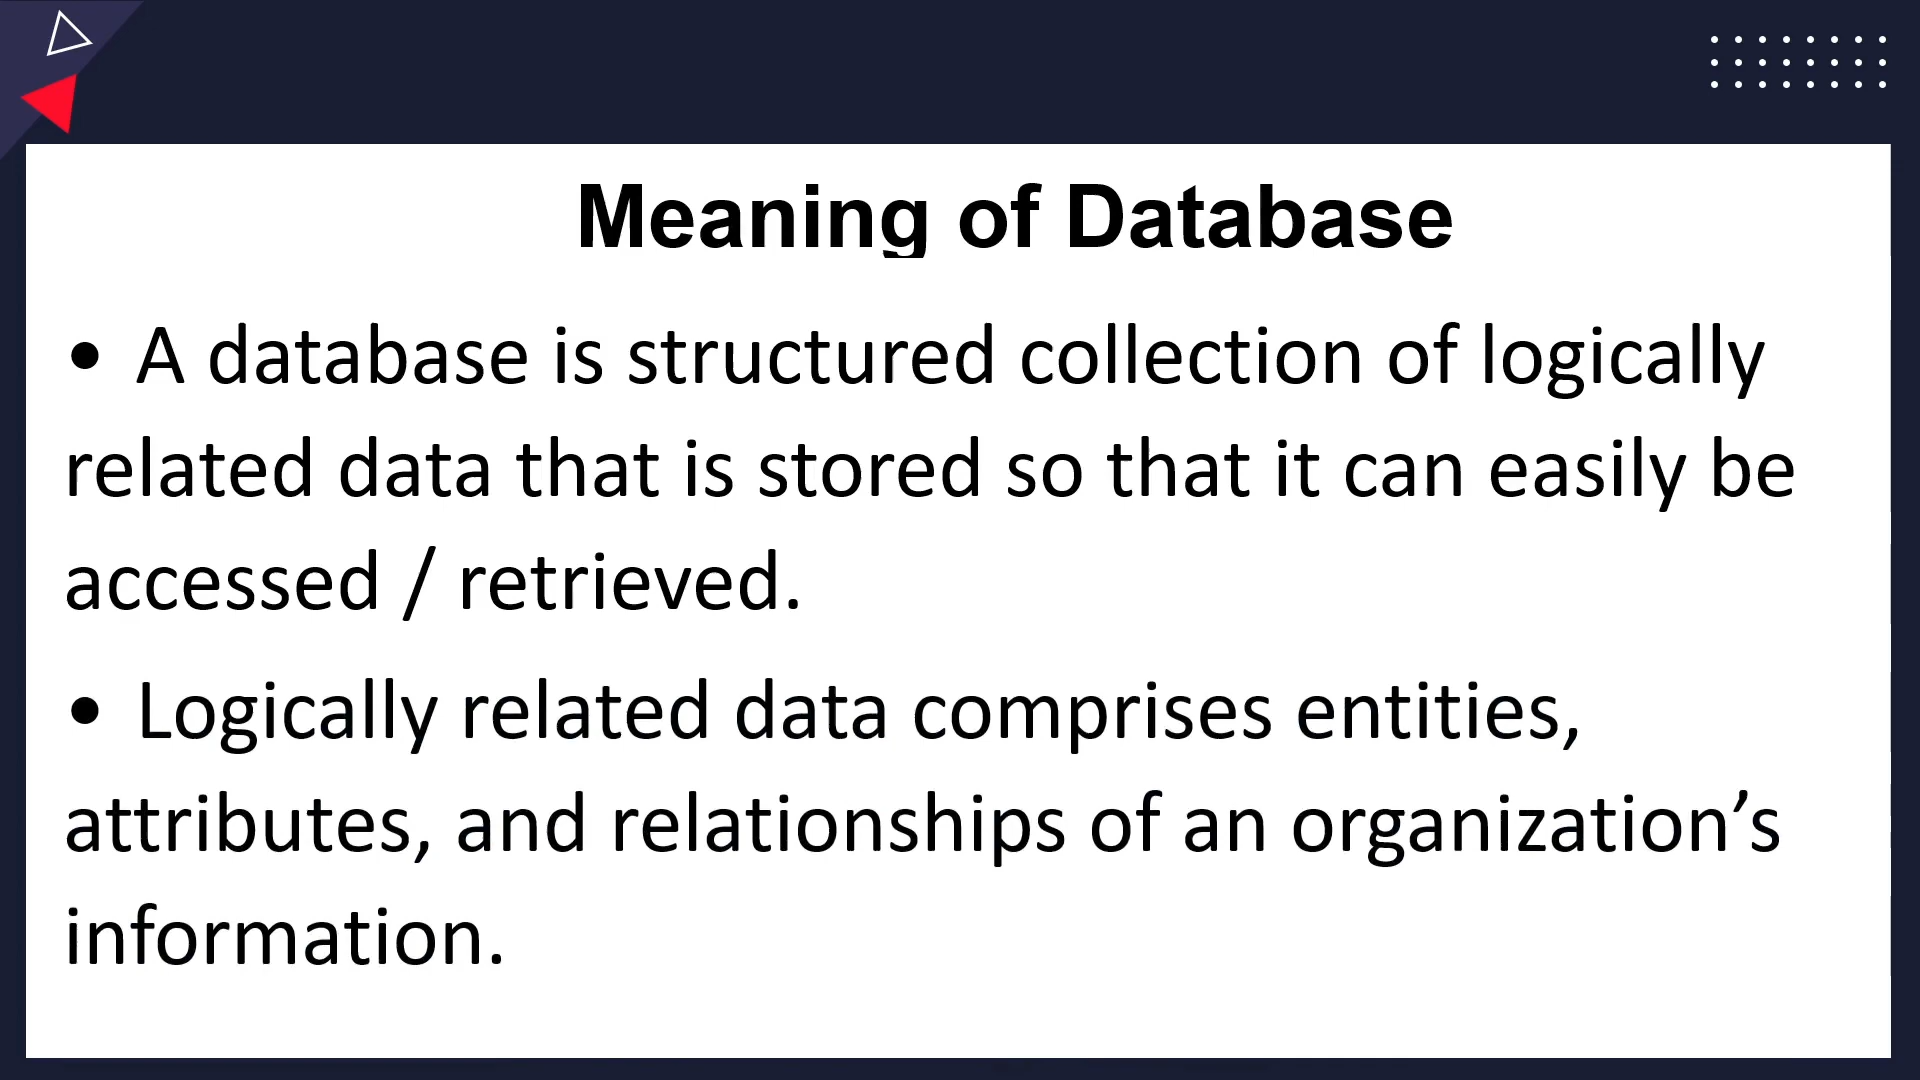 Meaning of Database
• A database is structured collection of logically
related data that is stored so that it can easily be
accessed / retrieved.
• Logically related data comprises entities,
attributes, and relationships of an organization’s
information.